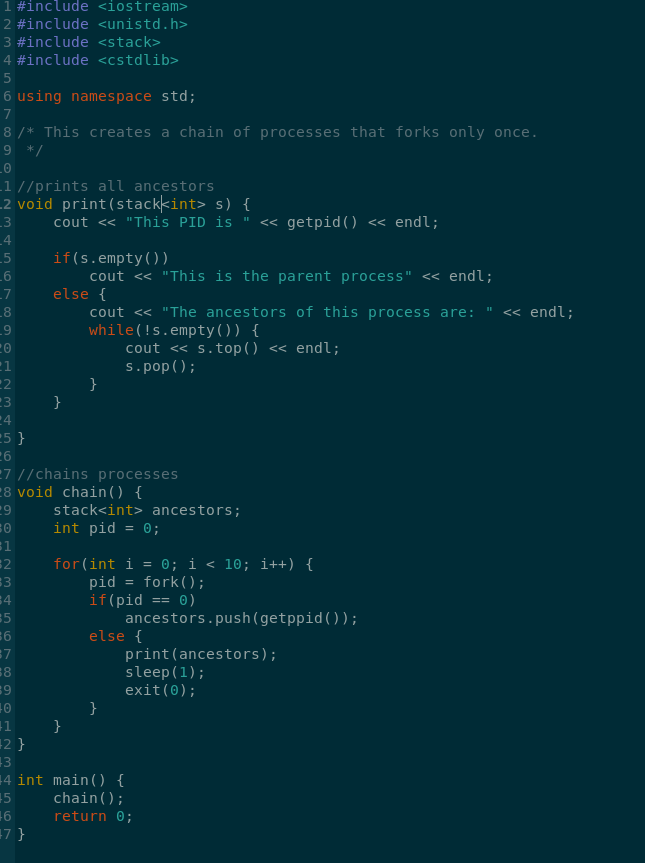 1 #include <iostream>
2 #include <unistd.h>
3 #include <stack>
4 #include <cstdlib>
5
6 using namespace std;
7
8 /* This creates a chain of processes that forks only once.
9  */
10
11 //prints all ancestors
12 void print(stack<int> s) {
13     cout << "This PID is " << getpid() << endl;
14
15     if(s.empty())
16         cout << "This is the parent process" << endl;
17     else {
18         cout << "The ancestors of this process are: " << endl;
19         while(!s.empty()) {
20             cout << s.top() << endl;
21             s.pop();
22         }
23     }
24
25 }
26
27 //chains processes
28 void chain() {
29     stack<int> ancestors;
30     int pid = 0;
31
32     for(int i = 0; i < 10; i++) {
33         pid = fork();
34         if(pid == 0)
35             ancestors.push(getppid());
36         else {
37             print(ancestors);
38             sleep(1);
39             exit(0);
40         }
41     }
42 }
43
44 int main() {
45     chain();
46     return 0;
47 }